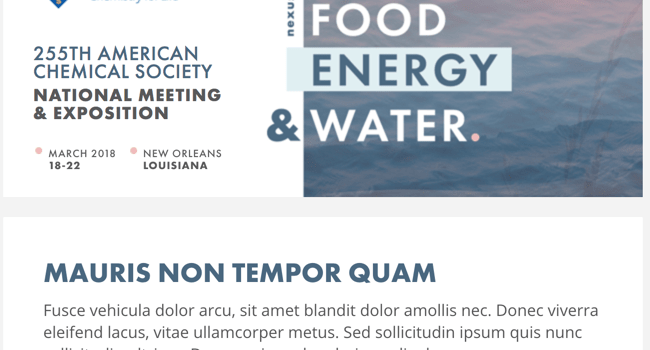 nexu
FOOD
ENERGY
& WATER.
255TH AMERICAN
CHEMICAL SOCIETY
NATIONAL MEETING
& EXPOSITION
MARCH 2018
18-22
NEW ORLEANS
LOUISIANA
MAURIS NON TEMPOR QUAM
Fusce vehicula dolor arcu, sit amet blandit dolor amollis nec. Donec viverra
eleifend lacus, vitae ullamcorper metus. Sed sollicitudin ipsum quis nunc